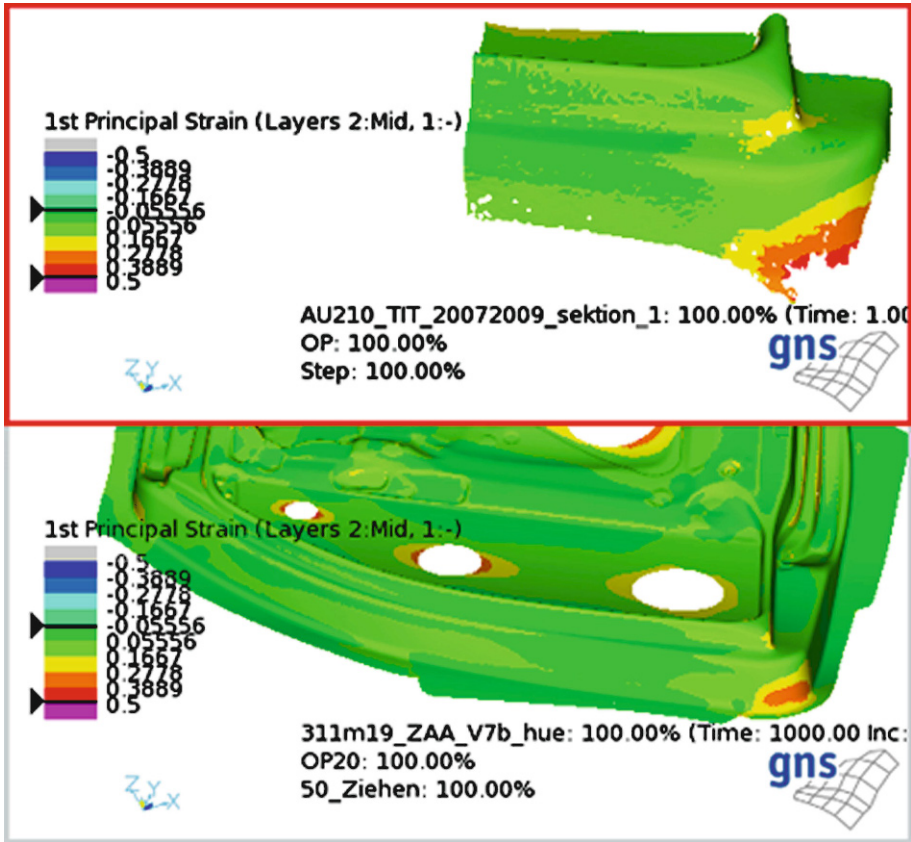 1st Principal Strain (Layers 2:Mid, 1:-)
-0.5
-0.3889
-0.2778
-0.1667
-0.05556
0.05556
0.1667
0.2778
0.3889
0.5
AU210_TIT_20072009_sektion_1: 100.00% (Time: 1.00
OP: 100.00%
Step: 100.00%
gns
Z Y X
1st Principal Strain (Layers 2:Mid, 1:-)
-0.5
-0.3889
-0.2778
-0.1667
-0.05556
0.05556
0.1667
0.2778
0.3889
0.5
311m19_ZAA_V7b_hue: 100.00% (Time: 1000.00 Inc:
OP20: 100.00%
50_Ziehen: 100.00%
gns
Z Y X